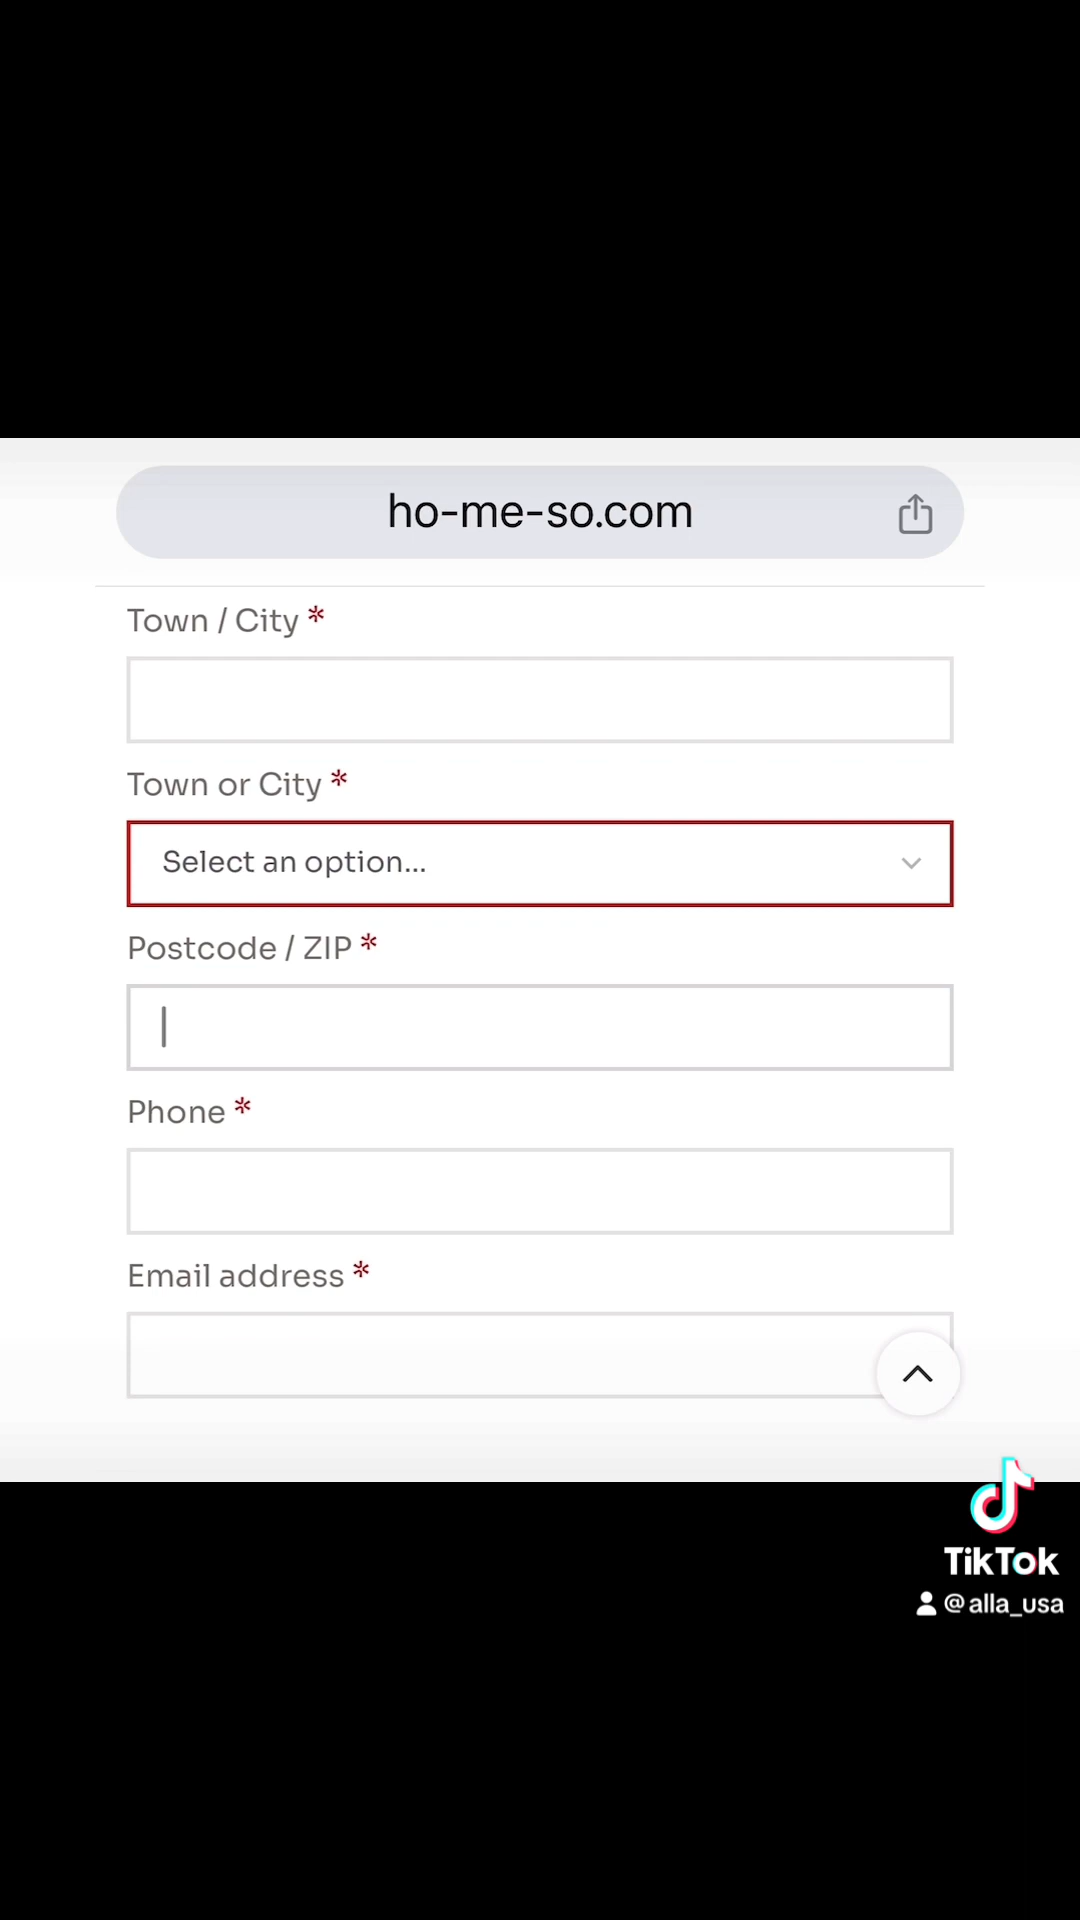 ho-me-so.com
Town / City *
Town or City *
Select an option...
Postcode / ZIP *
Phone *
Email address *
TikTok
@alla_usa